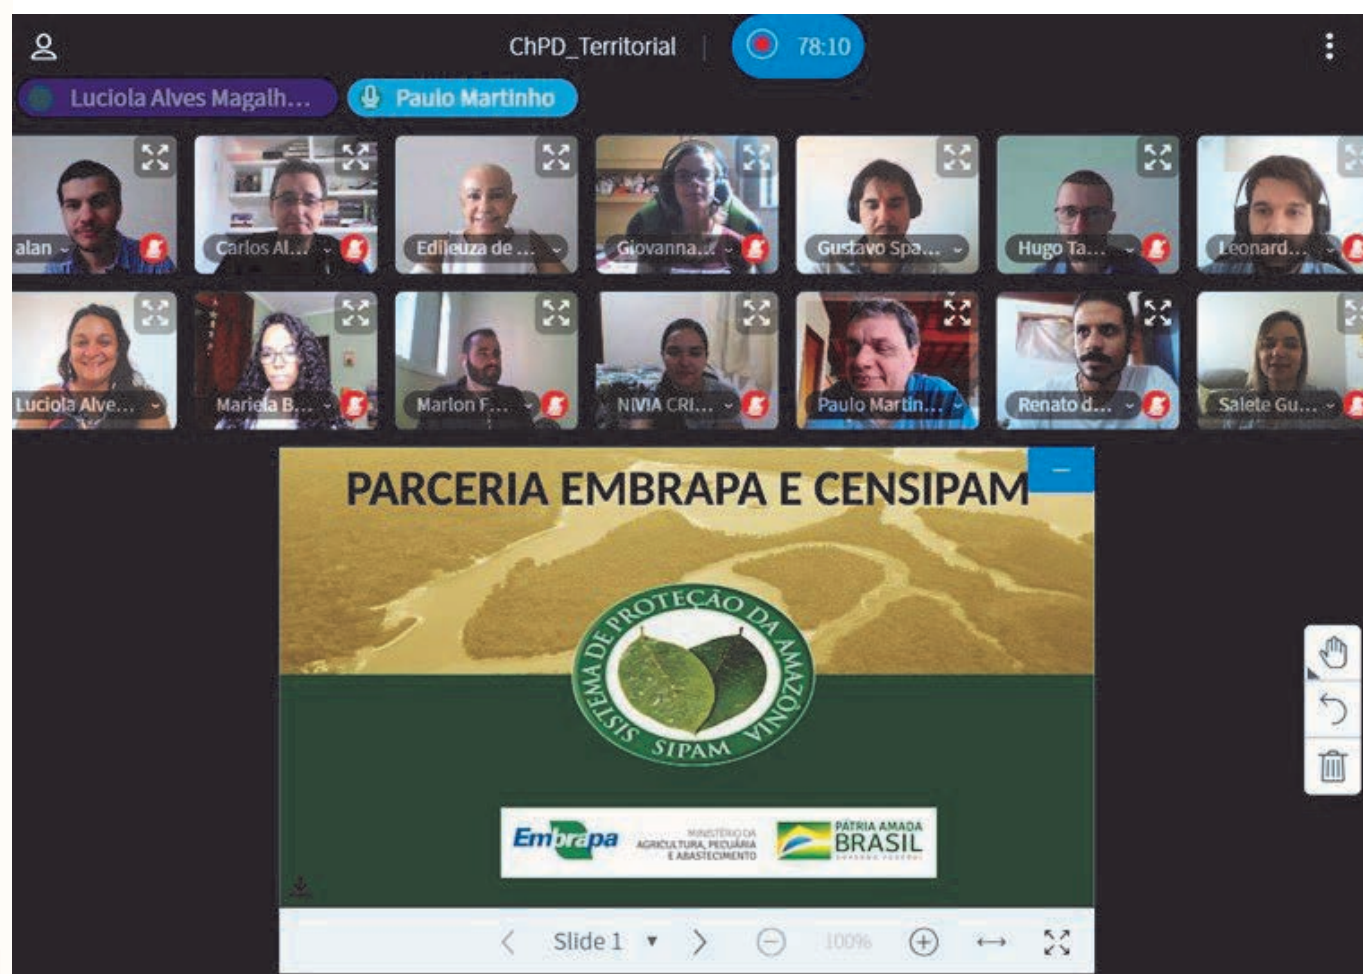 ChPD_Territorial
78:10
Luciola Alves Magalh...
Paulo Martinho
alan
Carlos Al...
Edileuza de ...
Giovanna...
Gustavo Spa...
Hugo Ta...
Leonard...
Luciola Alve...
Mariela B...
Marlon F...
NIVIA CRI...
Paulo Martin...
Renato d...
Salete Gu...
PARCERIA EMBRAPA E CENSIPAM
SISTEMA DE PROTEÇÃO DA AMAZÔNIA
SIPAM
Embrapa
MINISTÉRIO DA
AGRICULTURA, PECUÁRIA
E ABASTECIMENTO
PÁTRIA AMADA
BRASIL
GOVERNO FEDERAL
Slide 1
100%